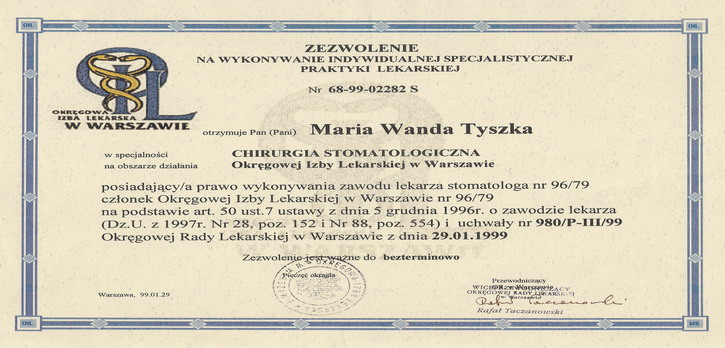 ZEZWOLENIE
NA WYKONYWANIE INDYWIDUALNEJ SPECJALISTYCZNEJ
PRAKTYKI LEKARSKIEJ
Nr 68-99-02282 S
OIL
OKRĘGOWA
IZBA LEKARSKA
W WARSZAWIE
otrzymuje Pan (Pani) Maria Wanda Tyszka
w specjalności CHIRURGIA STOMATOLOGICZNA
na obszarze działania Okręgowej Izby Lekarskiej w Warszawie
posiadający/a prawo wykonywania zawodu lekarza stomatologa nr 96/79
członek Okręgowej Izby Lekarskiej w Warszawie nr 96/79
na podstawie art. 50 ust.7 ustawy z dnia 5 grudnia 1996r. o zawodzie lekarza
(Dz.U. z 1997r. Nr 28, poz. 152 i Nr 88, poz. 554) i uchwały nr 980/P-III/99
Okręgowej Rady Lekarskiej w Warszawie z dnia 29.01.1999
Zezwolenie jest ważne do bezterminowo
Pieczęć okrągła
Warszawa, 99.01.29
Przewodniczący
OKRĘGOWEJ RADY LEKARSKIEJ
w Warszawie
Rafał Taczanowski